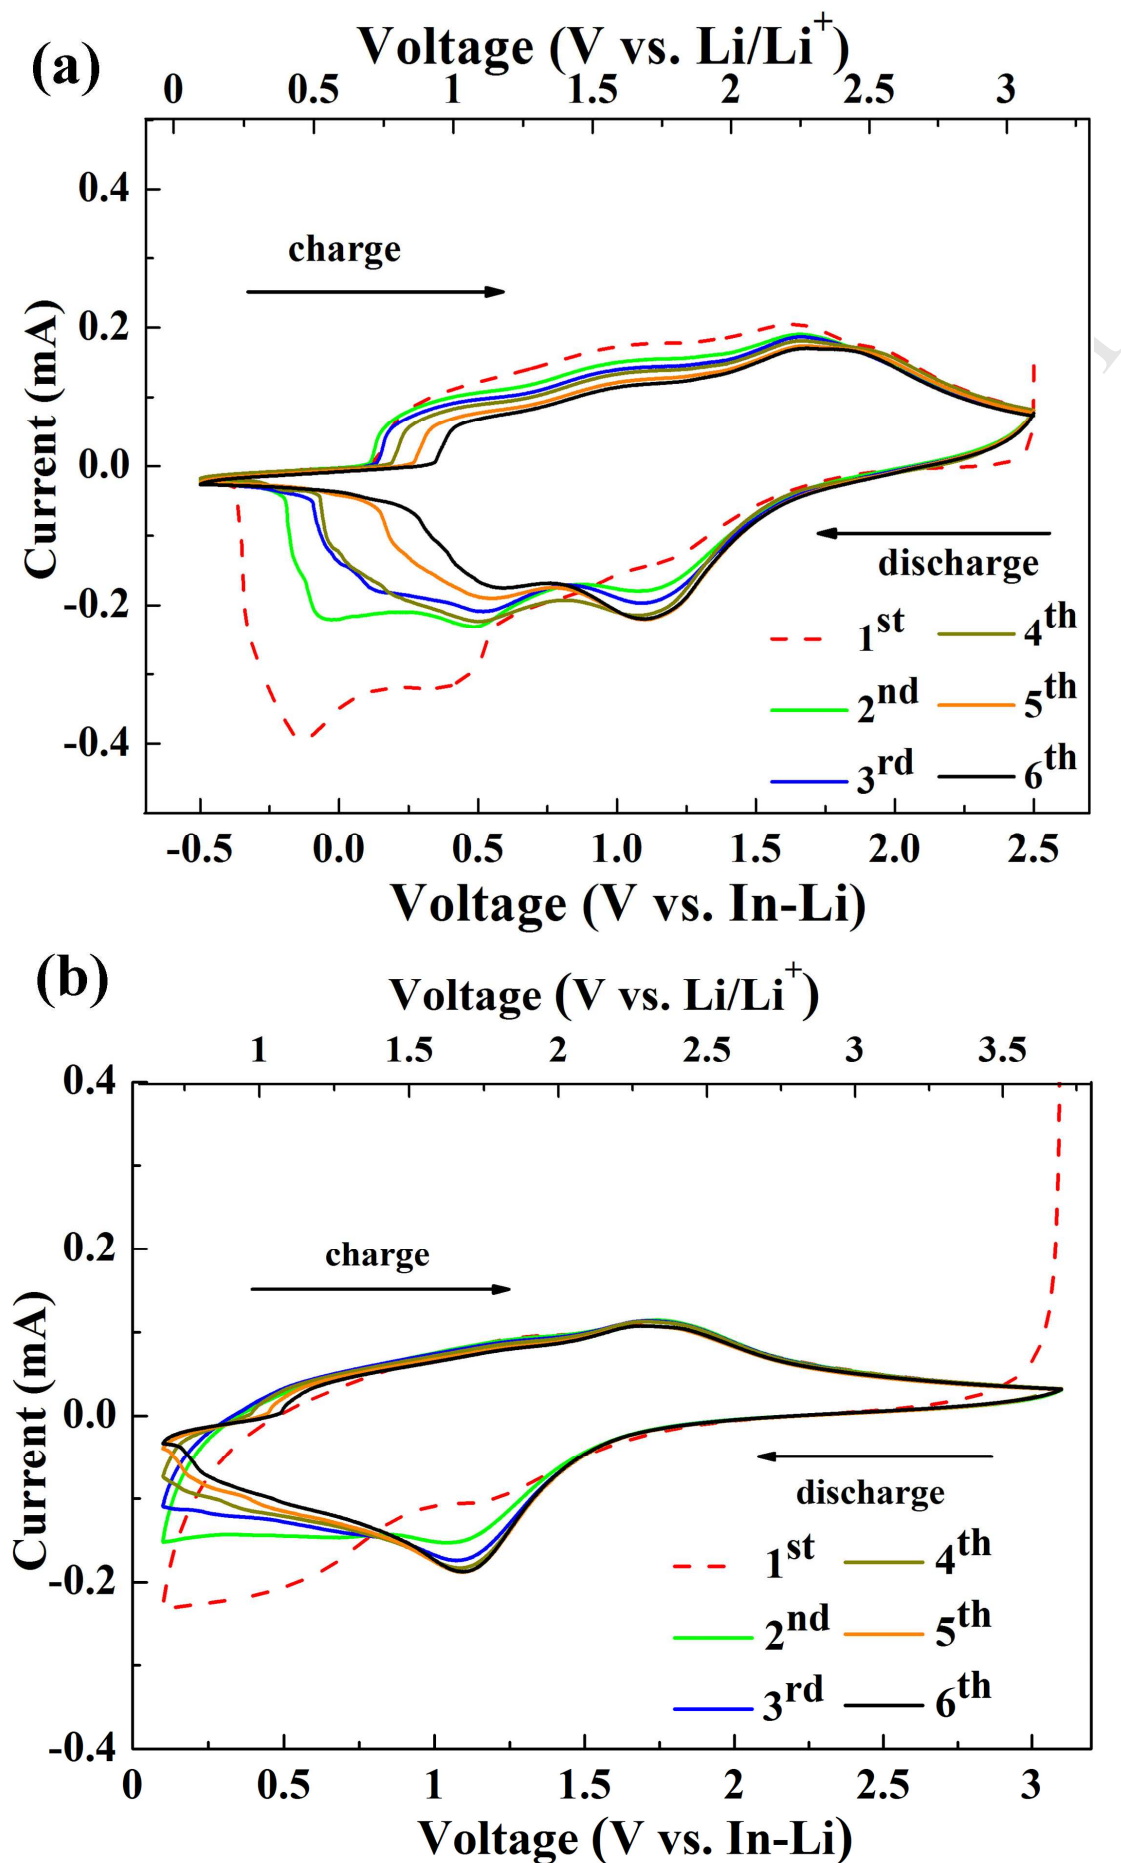 (a)
Voltage (V vs. Li/Li⁺)
0 0.5 1 1.5 2 2.5 3
Current (mA)
0.4
0.2
0.0
-0.2
-0.4
charge
discharge
1ˢᵗ 4ᵗʰ
2ⁿᵈ 5ᵗʰ
3ʳᵈ 6ᵗʰ
-0.5 0.0 0.5 1.0 1.5 2.0 2.5
Voltage (V vs. In-Li)
(b)
Voltage (V vs. Li/Li⁺)
1 1.5 2 2.5 3 3.5
Current (mA)
0.4
0.2
0.0
-0.2
-0.4
charge
discharge
1ˢᵗ 4ᵗʰ
2ⁿᵈ 5ᵗʰ
3ʳᵈ 6ᵗʰ
0 0.5 1 1.5 2 2.5 3
Voltage (V vs. In-Li)